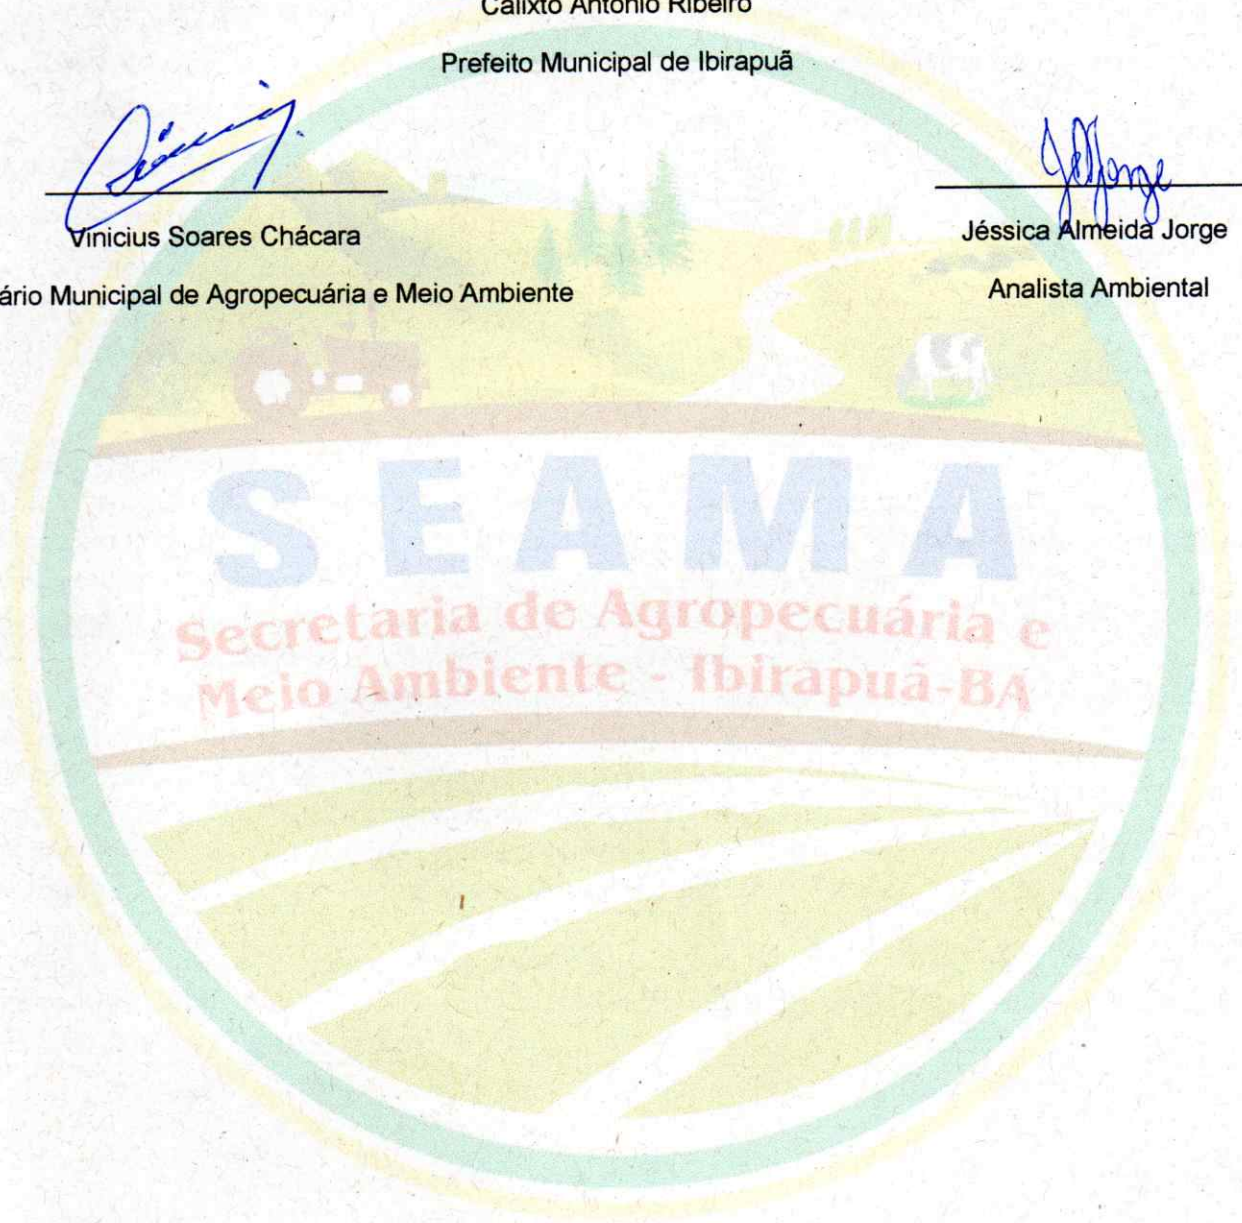 Calixto Antônio Ribeiro
Prefeito Municipal de Ibirapuã
Vinicius Soares Chácara
Jéssica Almeida Jorge
ário Municipal de Agropecuária e Meio Ambiente
Analista Ambiental
SEAMA
Secretaria de Agropecuária e
Meio Ambiente - Ibirapuã-BA